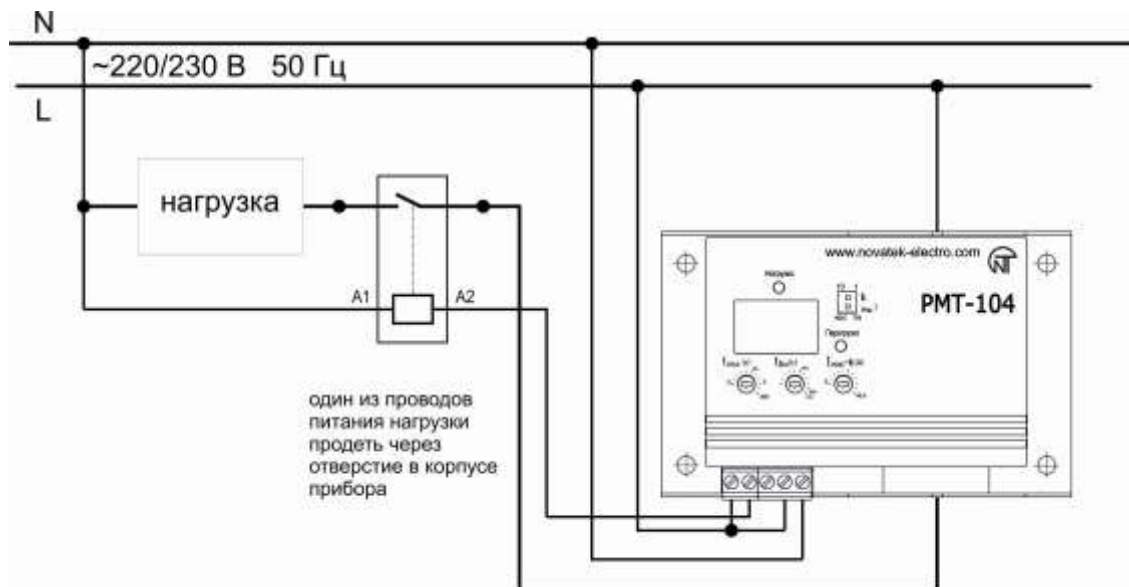 N
~220/230 В 50 Гц
L
нагрузка
A1
A2
один из проводов
питания нагрузки
продеть через
отверстие в корпусе
прибора
www.novatek-electro.com
Нагрузка
РМТ-104
Перегрузка